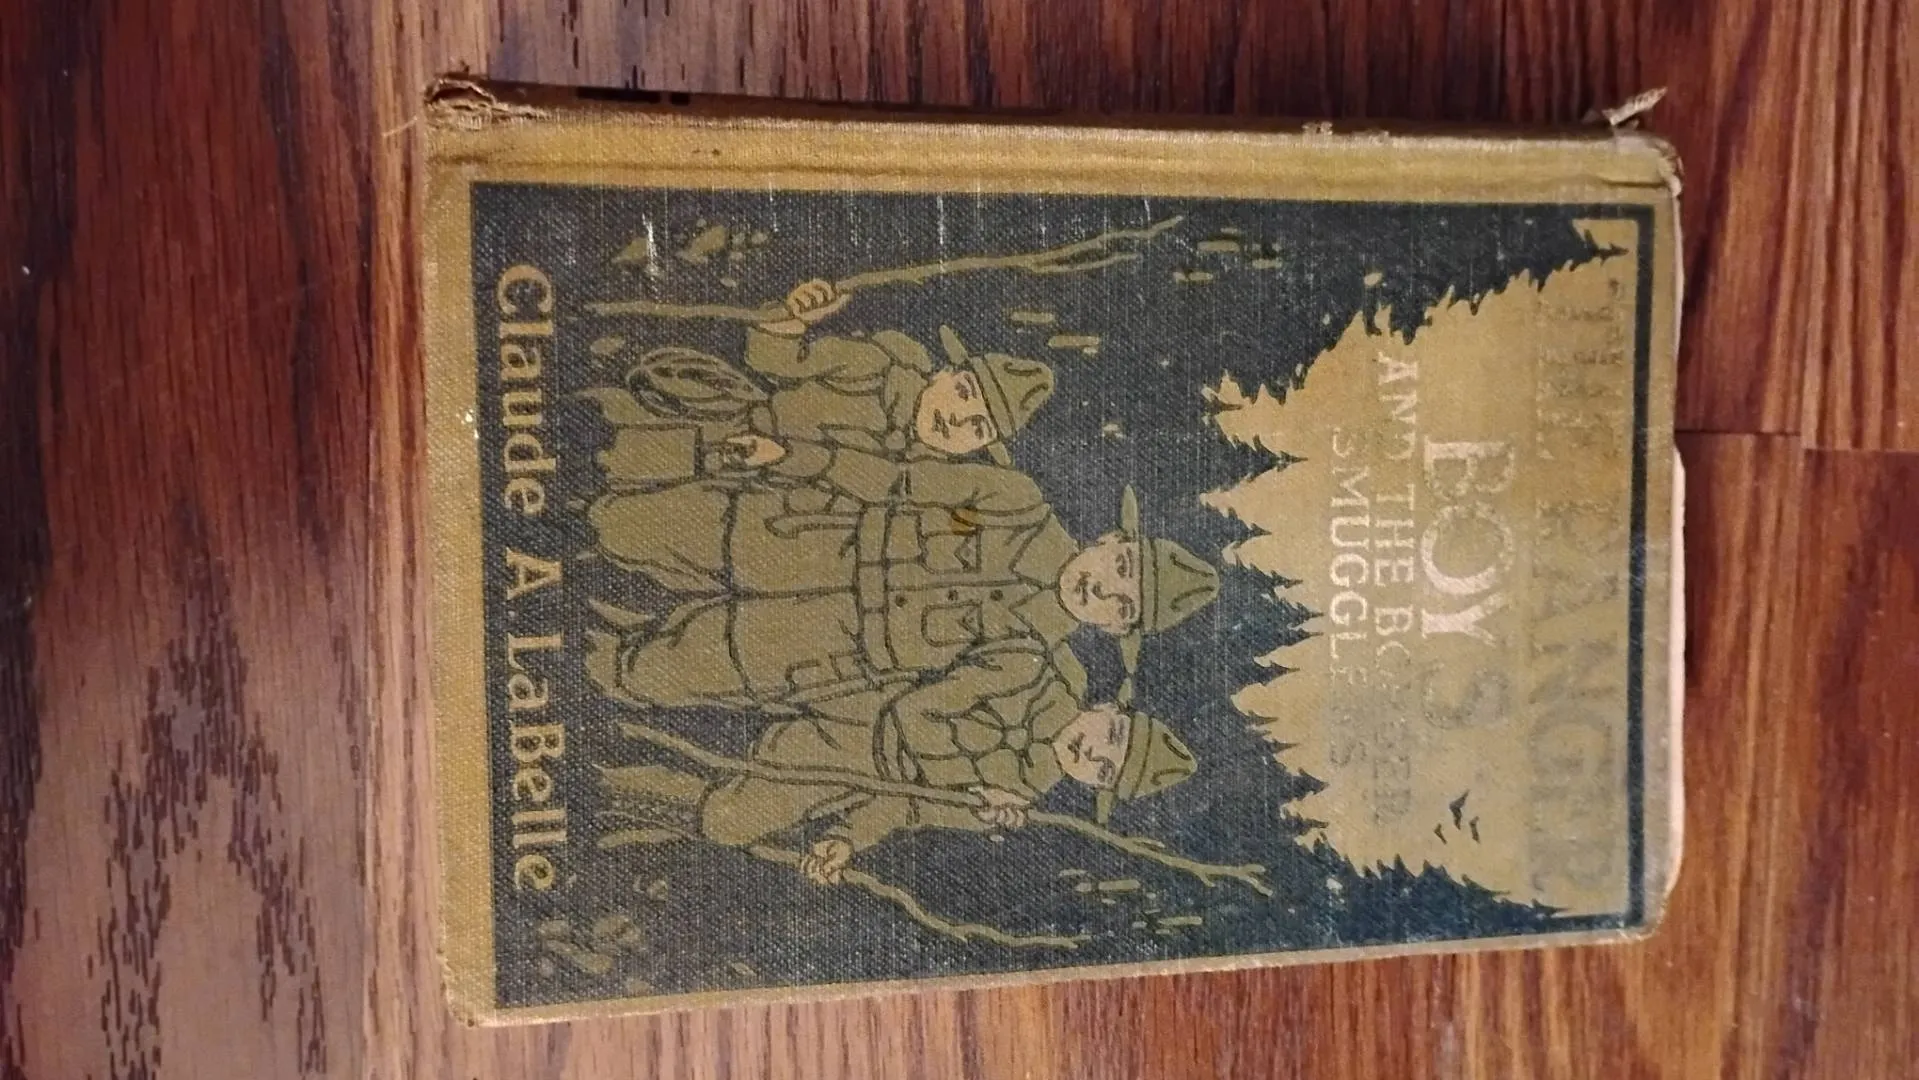 THE RANGER
BOYS
AND THE BORDER
SMUGGLERS
Claude A. LaBelle